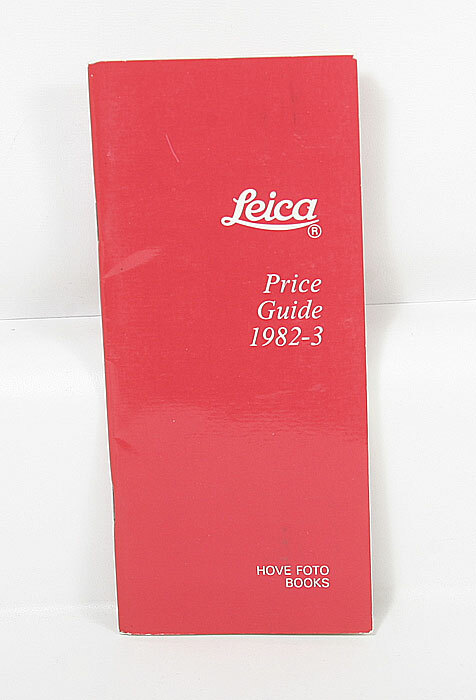 Leica®
Price
Guide
1982-3
HOVE FOTO
BOOKS